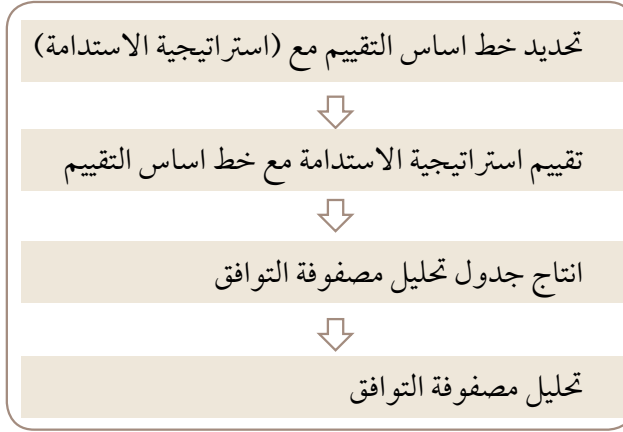 تحديد خط اساس التقييم مع (استراتيجية الاستدامة)
تقييم استراتيجية الاستدامة مع خط اساس التقييم
انتاج جدول تحليل مصفوفة التوافق
تحليل مصفوفة التوافق